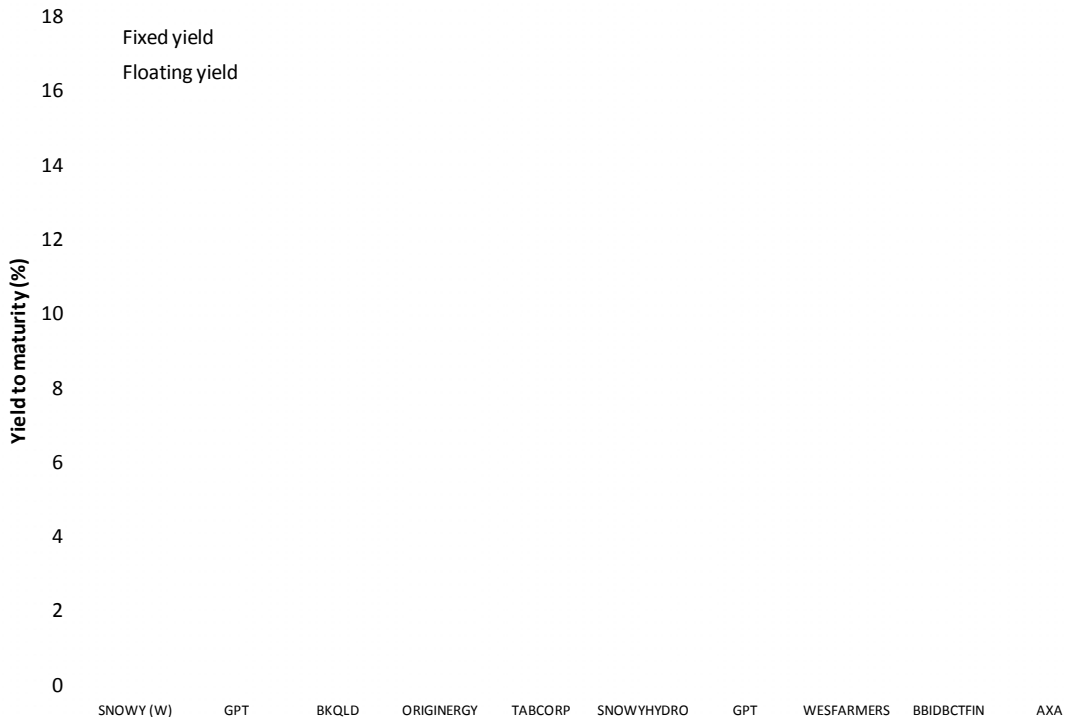 18
Fixed yield
Floating yield
16
14
12
10
8
6
4
2
0
Yield to maturity (%)
SNOWY (W) GPT BKQLD ORIGINERGY TABCORP SNOWYHYDRO GPT WESFARMERS BBIDBCTFIN AXA